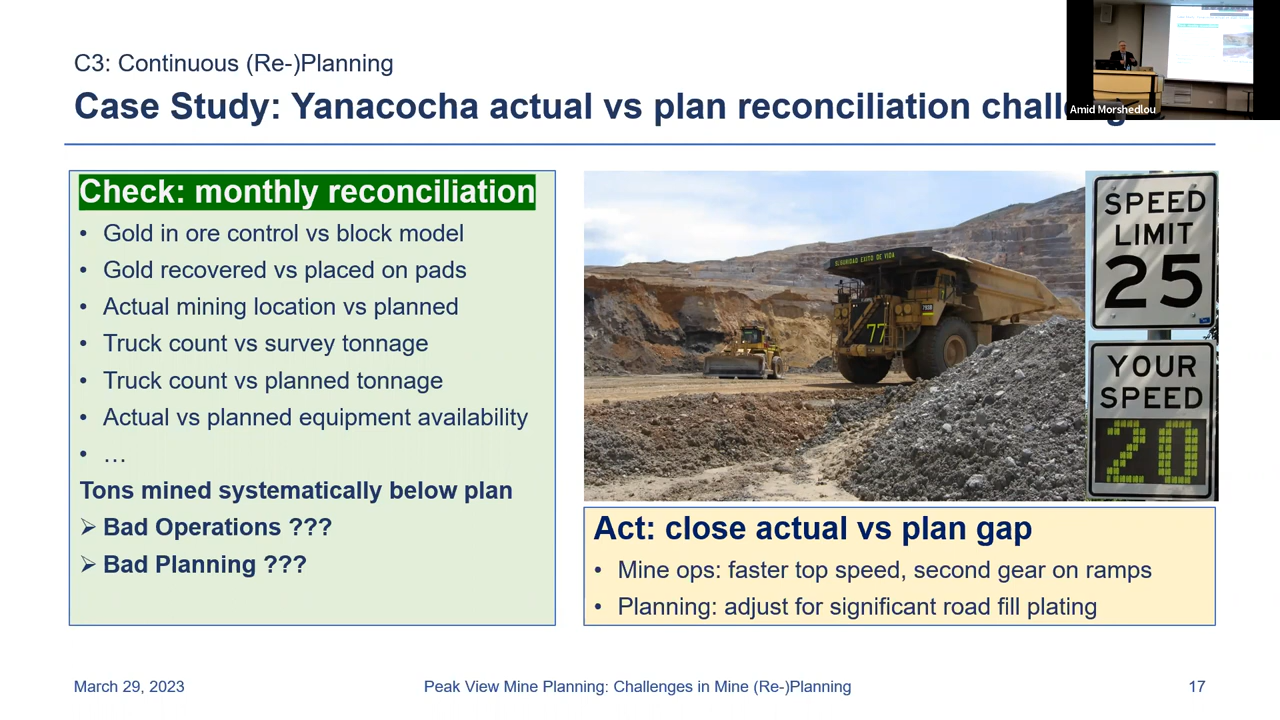 C3: Continuous (Re-)Planning
Case Study: Yanacocha actual vs plan reconciliation
Amid Morshedlou
Check: monthly reconciliation
• Gold in ore control vs block model
• Gold recovered vs placed on pads
• Actual mining location vs planned
• Truck count vs survey tonnage
• Truck count vs planned tonnage
• Actual vs planned equipment availability
• …
Tons mined systematically below plan
➢ Bad Operations ???
➢ Bad Planning ???
SEGURIDAD EXITO DE VIDA
77
793B
SPEED
LIMIT
25
YOUR
SPEED
20
Act: close actual vs plan gap
• Mine ops: faster top speed, second gear on ramps
• Planning: adjust for significant road fill plating
March 29, 2023
Peak View Mine Planning: Challenges in Mine (Re-)Planning
17